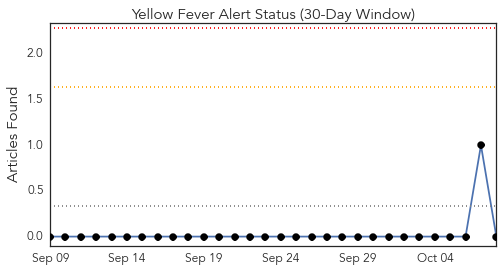 Yellow Fever Alert Status (30-Day Window)
Articles Found
2.0
1.5
1.0
0.5
0.0
Sep 09 Sep 14 Sep 19 Sep 24 Sep 29 Oct 04